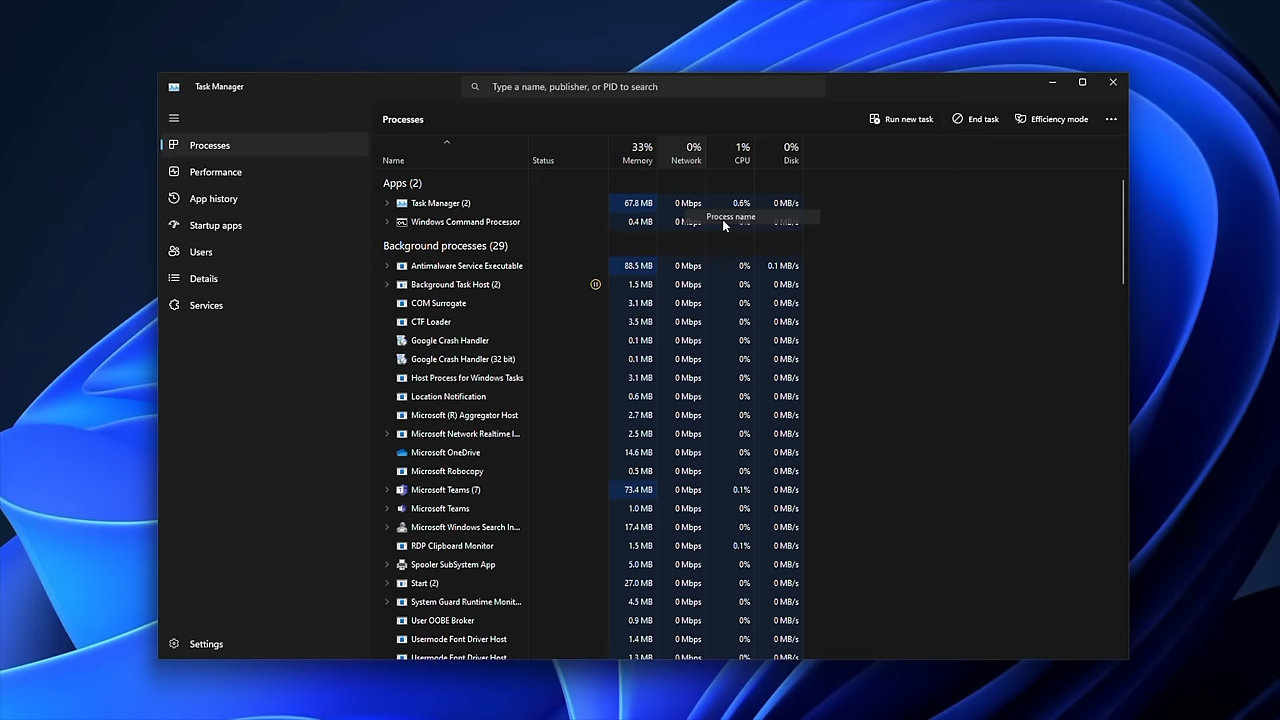 Task Manager
Type a name, publisher, or PID to search
Processes
Performance
App history
Startup apps
Users
Details
Services
Settings
Processes
Run new task
End task
Efficiency mode
33% 0% 1% 0%
Name Status Memory Network CPU Disk
Apps (2)
Task Manager (2) 67.8 MB 0 Mbps 0.6% 0 MB/s
Windows Command Processor 0.4 MB 0 Mbps
Process name
Background processes (29)
Antimalware Service Executable 88.5 MB 0 Mbps 0% 0.1 MB/s
Background Task Host (2) 1.5 MB 0 Mbps 0% 0 MB/s
COM Surrogate 3.1 MB 0 Mbps 0% 0 MB/s
CTF Loader 3.5 MB 0 Mbps 0% 0 MB/s
Google Crash Handler 0.1 MB 0 Mbps 0% 0 MB/s
Google Crash Handler (32 bit) 0.1 MB 0 Mbps 0% 0 MB/s
Host Process for Windows Tasks 3.1 MB 0 Mbps 0% 0 MB/s
Location Notification 0.6 MB 0 Mbps 0% 0 MB/s
Microsoft (R) Aggregator Host 2.7 MB 0 Mbps 0% 0 MB/s
Microsoft Network Realtime I... 2.5 MB 0 Mbps 0% 0 MB/s
Microsoft OneDrive 14.6 MB 0 Mbps 0% 0 MB/s
Microsoft Robocopy 0.5 MB 0 Mbps 0% 0 MB/s
Microsoft Teams (7) 73.4 MB 0 Mbps 0.1% 0 MB/s
Microsoft Teams 1.0 MB 0 Mbps 0% 0 MB/s
Microsoft Windows Search In... 17.4 MB 0 Mbps 0% 0 MB/s
RDP Clipboard Monitor 1.5 MB 0 Mbps 0.1% 0 MB/s
Spooler SubSystem App 5.0 MB 0 Mbps 0% 0 MB/s
Start (2) 27.0 MB 0 Mbps 0% 0 MB/s
System Guard Runtime Monit... 4.5 MB 0 Mbps 0% 0 MB/s
User OOBE Broker 0.9 MB 0 Mbps 0% 0 MB/s
Usermode Font Driver Host 1.4 MB 0 Mbps 0% 0 MB/s
Usermode Font Driver Host 1.3 MB 0 Mbps 0% 0 MB/s